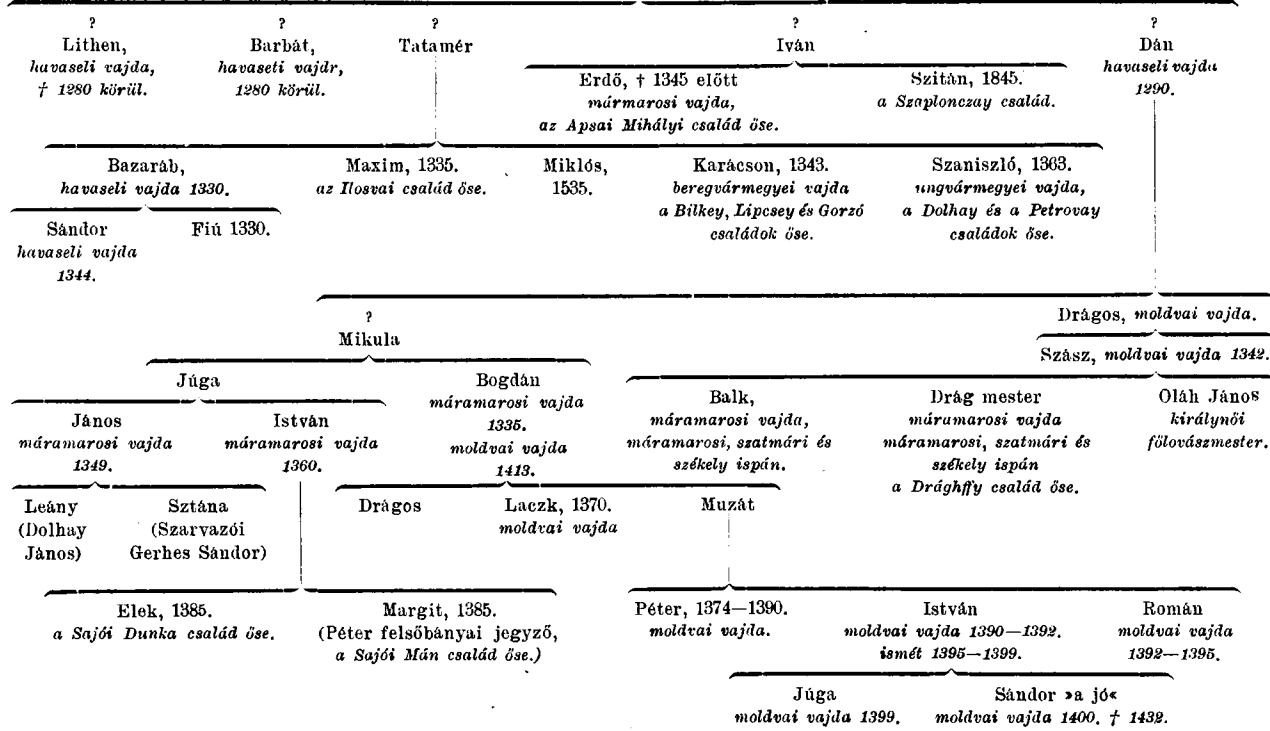 ? ? ? ? ?
Lithen, Barbát, Tatamér Iván Dán
havaseli vajda, havaseti vajdr, havaseli vajda
† 1280 körül. 1280 körül. 1290.
Erdő, † 1345 előtt Szitán, 1845.
mármarosi vajda, a Szaplonczay család.
az Apsai Mihályi család őse.
Bazaráb, Maxim, 1335. Miklós, Karácson, 1343. Szaniszló, 1363.
havaseli vajda 1330. az Ilosvai család őse. 1535. beregvármegyei vajda ungvármegyei vajda,
a Bilkey, Lipcsey és Gorzó a Dolhay és a Petrovay
családok őse. családok őse.
Sándor Fiú 1330.
havaseli vajda
1344.
Drágos, moldvai vajda.
?
Mikula
Szász, moldvai vajda 1342.
Júga Bogdán Balk, Drág mester Oláh János
máramarosi vajda máramarosi vajda, máramarosi vajda királynői
1335. máramarosi, szatmári és máramarosi, szatmári és fölovászmester.
moldvai vajda székely ispán. székely ispán
1413. a Drághffy család őse.
János István
máramarosi vajda máramarosi vajda
1349. 1360.
Leány Sztána Drágos Laczk, 1370. Muzát
(Dolhay (Szarvazói moldvai vajda
János) Gerhes Sándor)
Elek, 1385. Margit, 1385. Péter, 1374—1390. István Román
a Sajói Dunka család őse. (Péter felsőbányai jegyző, moldvai vajda. moldvai vajda 1390—1392. moldvai vajda
a Sajói Mán család őse.) ismét 1395—1399. 1392—1395.
Júga Sándor »a jó«
moldvai vajda 1399. moldvai vajda 1400. † 1432.